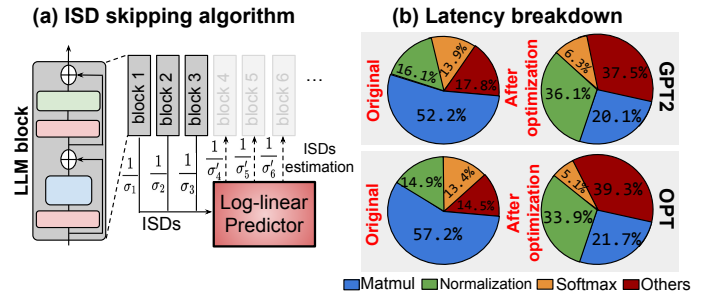 (a) ISD skipping algorithm
LLM block
block 1
block 2
block 3
block 4
block 5
block 6
...
1/σ₁
1/σ₂
1/σ₃
1/σ′₄
1/σ′₅
1/σ′₆
ISDs
estimation
ISDs
Log-linear
Predictor
(b) Latency breakdown
Original
16.1%
13.9%
17.8%
52.2%
After
optimization
6.3%
37.5%
36.1%
20.1%
GPT2
Original
14.9%
13.4%
14.5%
57.2%
After
optimization
5.1%
39.3%
33.9%
21.7%
OPT
Matmul
Normalization
Softmax
Others